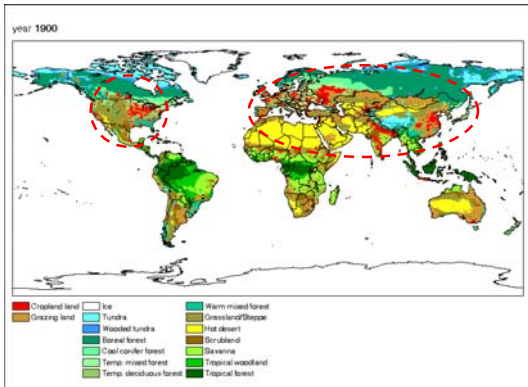 year 1900
Cropland land
Grazing land
Ice
Tundra
Wooded tundra
Boreal forest
Cool conifer forest
Temp. mixed forest
Temp. deciduous forest
Warm mixed forest
Grassland/Steppe
Hot desert
Scrubland
Savanna
Tropical woodland
Tropical forest